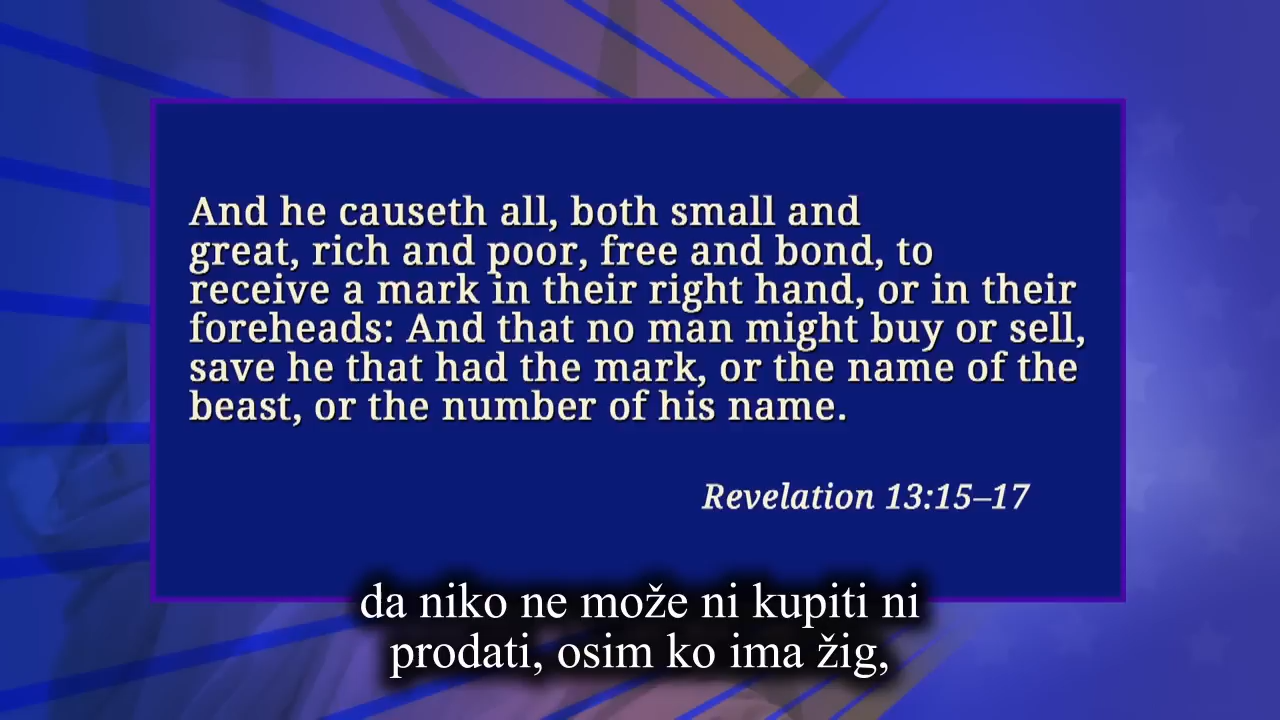 And he causeth all, both small and
great, rich and poor, free and bond, to
receive a mark in their right hand, or in their
foreheads: And that no man might buy or sell,
save he that had the mark, or the name of the
beast, or the number of his name.
Revelation 13:15–17
da niko ne može ni kupiti ni
prodati, osim ko ima žig,